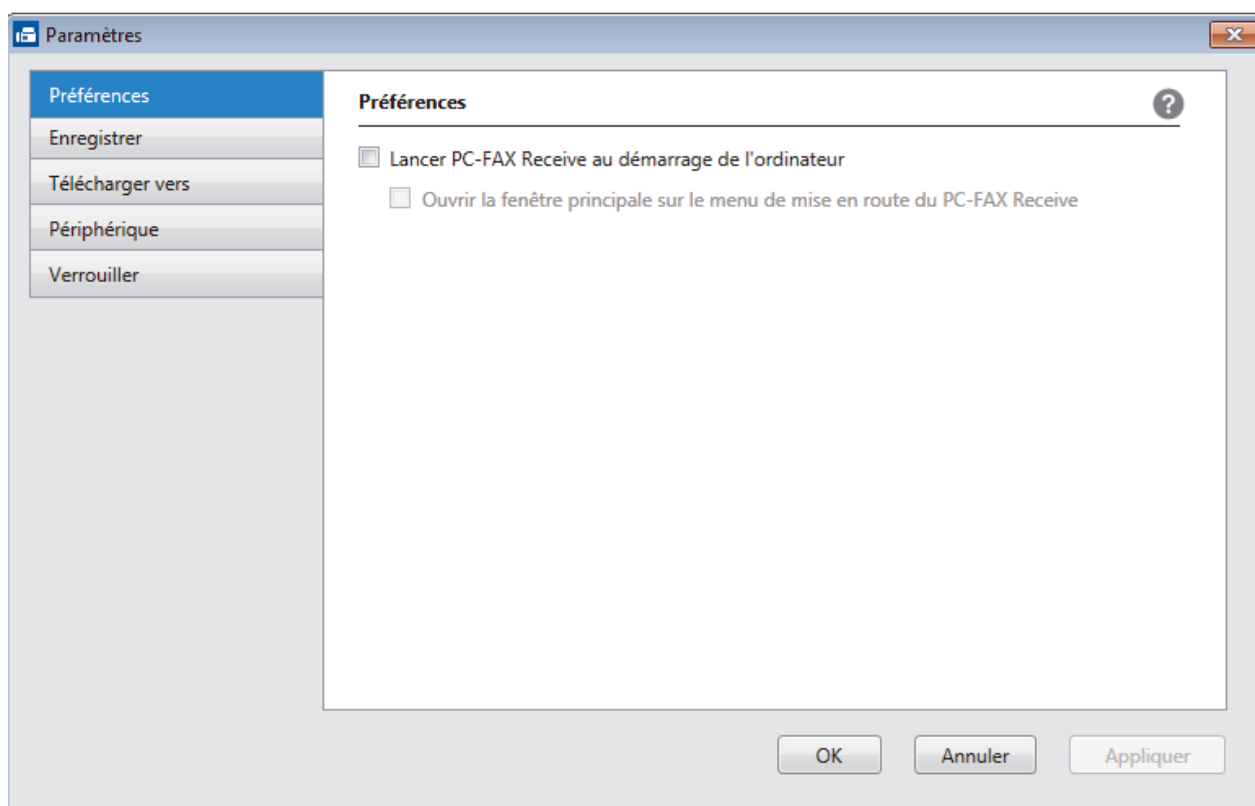 Paramètres
Préférences
Enregistrer
Télécharger vers
Périphérique
Verrouiller
Préférences
?
Lancer PC-FAX Receive au démarrage de l'ordinateur
Ouvrir la fenêtre principale sur le menu de mise en route du PC-FAX Receive
OK
Annuler
Appliquer